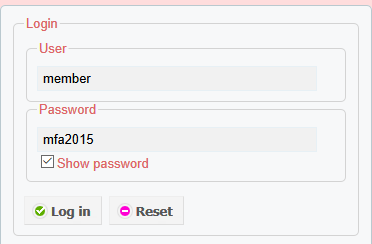 Login
User
member
Password
mfa2015
Show password
Log in Reset